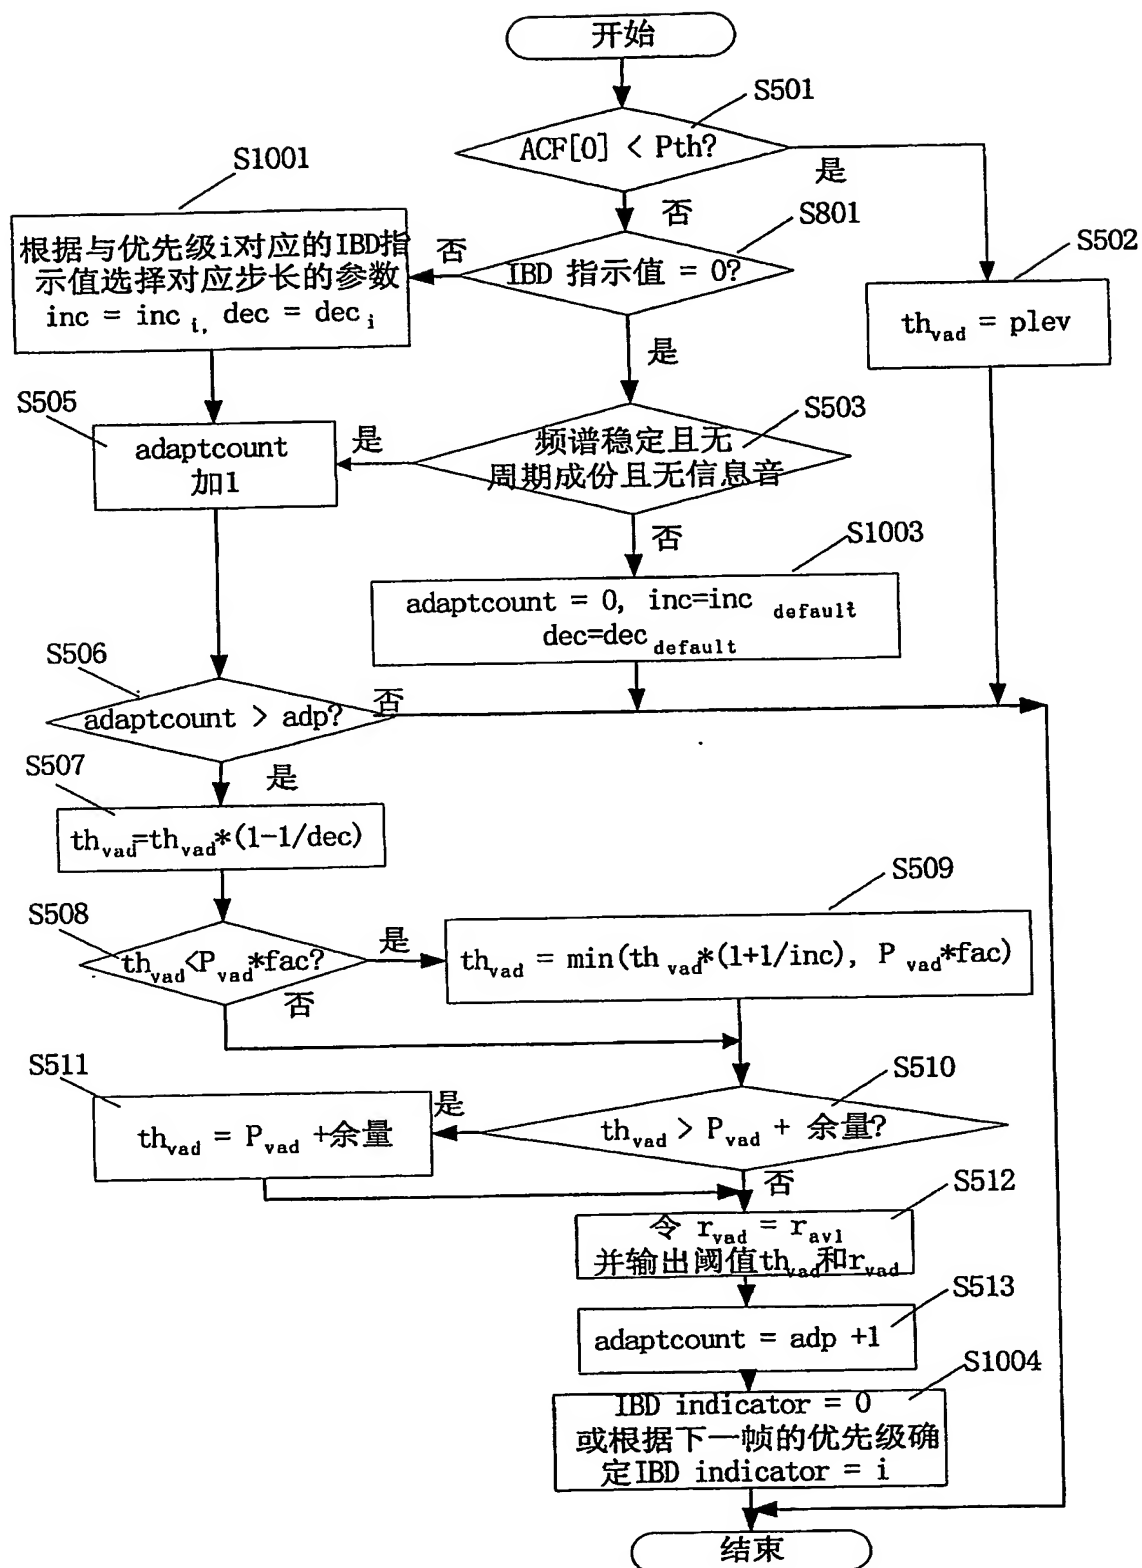 开始
S501
ACF[0] < Pth?
是
否
S1001
根据与优先级i对应的IBD指
示值选择对应步长的参数
inc = inc i, dec = dec i
否
S801
IBD 指示值 = 0?
是
S502
th vad = plev
S505
adaptcount
加1
是
S503
频谱稳定且无
周期成份且无信息音
否
S1003
adaptcount = 0, inc=inc default
dec=dec default
S506
adaptcount > adp?
否
是
S507
th vad=th vad*(1-1/dec)
S508
th vad<P vad*fac?
是
否
S509
th vad = min(th vad*(1+1/inc), P vad*fac)
S511
th vad = P vad +余量
是
S510
th vad > P vad + 余量?
否
S512
令 r vad = r av1
并输出阈值th vad和r vad
S513
adaptcount = adp +1
S1004
IBD indicator = 0
或根据下一帧的优先级确
定IBD indicator = i
结束